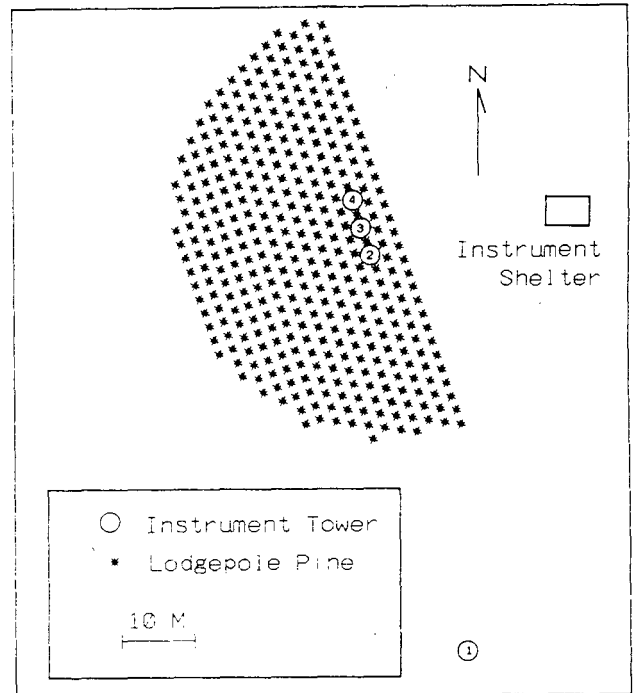 N
4
3
2
Instrument
Shelter
Instrument Tower
Lodgepole Pine
10 M
1